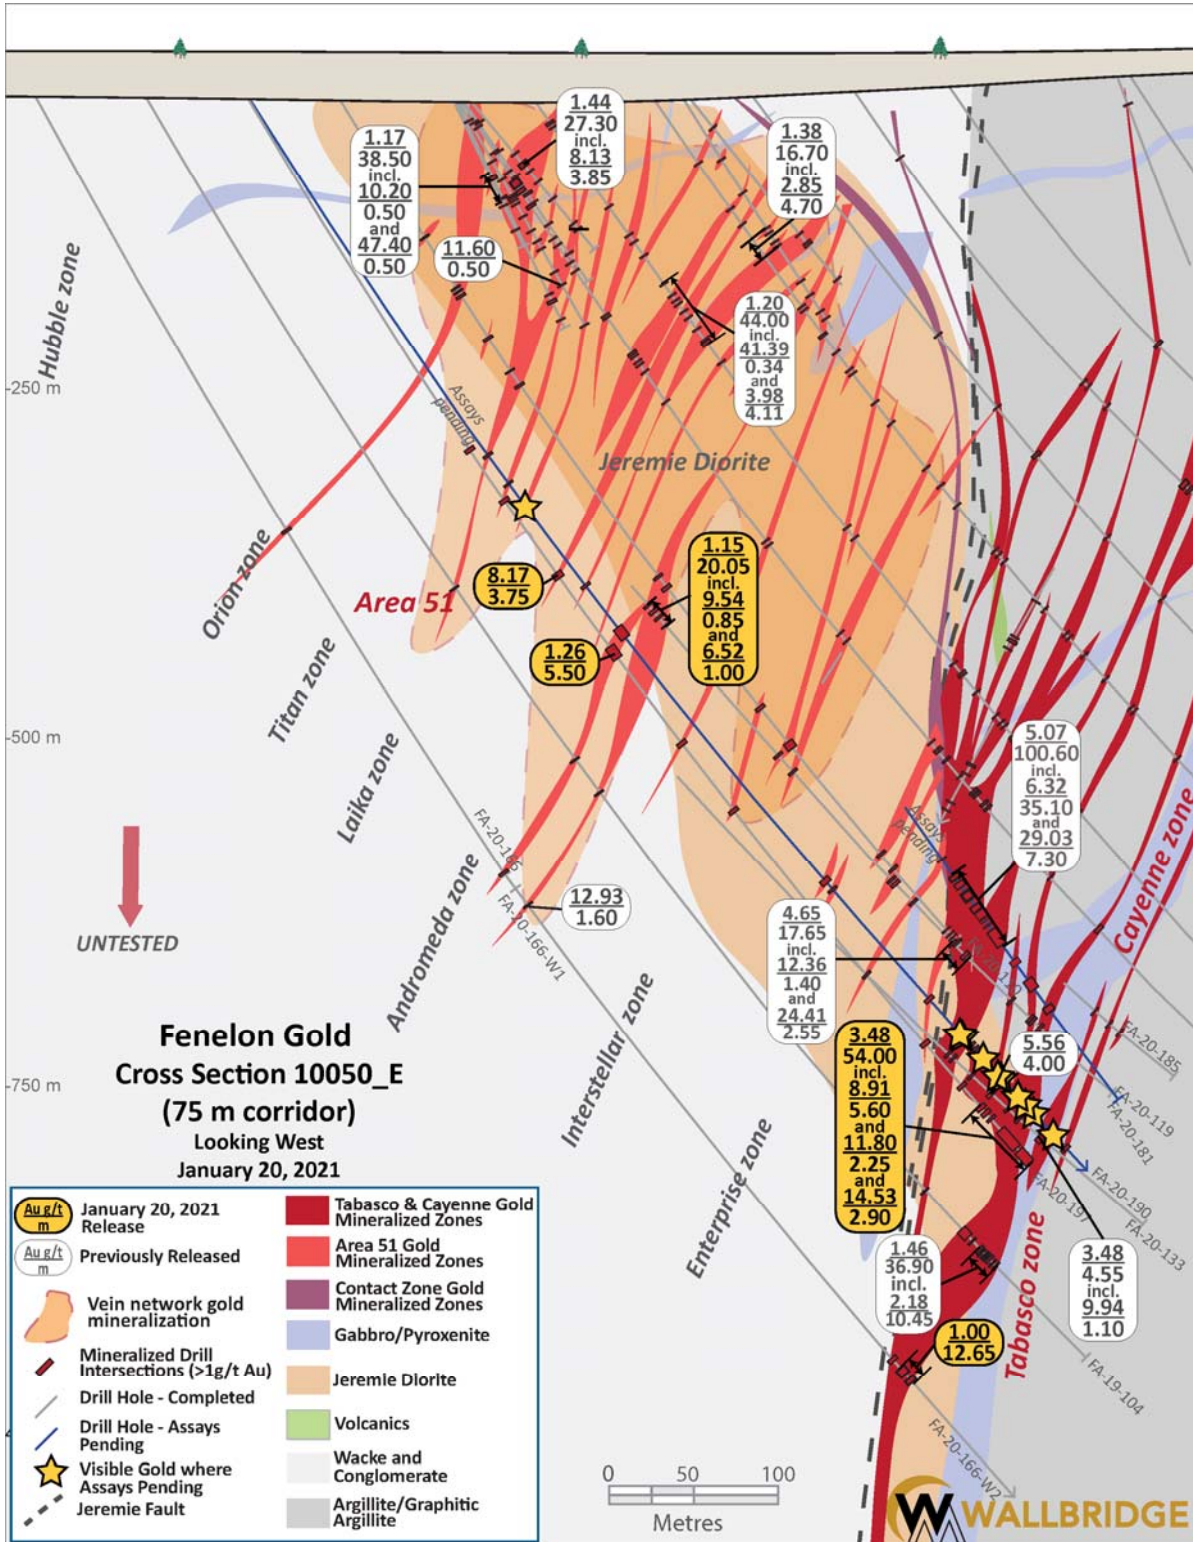 1.44
27.30
incl.
8.13
3.85
1.17
38.50
incl.
10.20
0.50
and
47.40
0.50
1.38
16.70
incl.
2.85
4.70
11.60
0.50
1.20
44.00
incl.
41.39
0.34
and
3.98
4.11
Hubble zone
-250 m
Assays
pending
Jeremie Diorite
Orion zone
Area 51
8.17
3.75
1.15
20.05
incl.
9.54
0.85
and
6.52
1.00
1.26
5.50
Titan zone
-500 m
Laika zone
5.07
100.60
incl.
6.32
35.10
and
29.03
7.30
Assays
pending
Cayenne zone
FA-20-166
FA-20-166-W1
12.93
1.60
UNTESTED
Andromeda zone
4.65
17.65
incl.
12.36
1.40
and
24.41
2.55
Interstellar zone
Fenelon Gold
Cross Section 10050_E
(75 m corridor)
Looking West
January 20, 2021
-750 m
3.48
54.00
incl.
8.91
5.60
and
11.80
2.25
and
14.53
2.90
5.56
4.00
FA-20-185
FA-20-119
FA-20-181
FA-20-190
FA-20-197
FA-20-133
Enterprise zone
Tabasco zone
1.46
36.90
incl.
2.18
10.45
3.48
4.55
incl.
9.94
1.10
1.00
12.65
FA-19-104
FA-20-166-W2
Au g/t
m
January 20, 2021
Release
Au g/t
m
Previously Released
Vein network gold
mineralization
Mineralized Drill
Intersections (>1g/t Au)
Drill Hole - Completed
Drill Hole - Assays
Pending
Visible Gold where
Assays Pending
Jeremie Fault
Tabasco & Cayenne Gold
Mineralized Zones
Area 51 Gold
Mineralized Zones
Contact Zone Gold
Mineralized Zones
Gabbro/Pyroxenite
Jeremie Diorite
Volcanics
Wacke and
Conglomerate
Argillite/Graphitic
Argillite
0 50 100
Metres
WALLBRIDGE